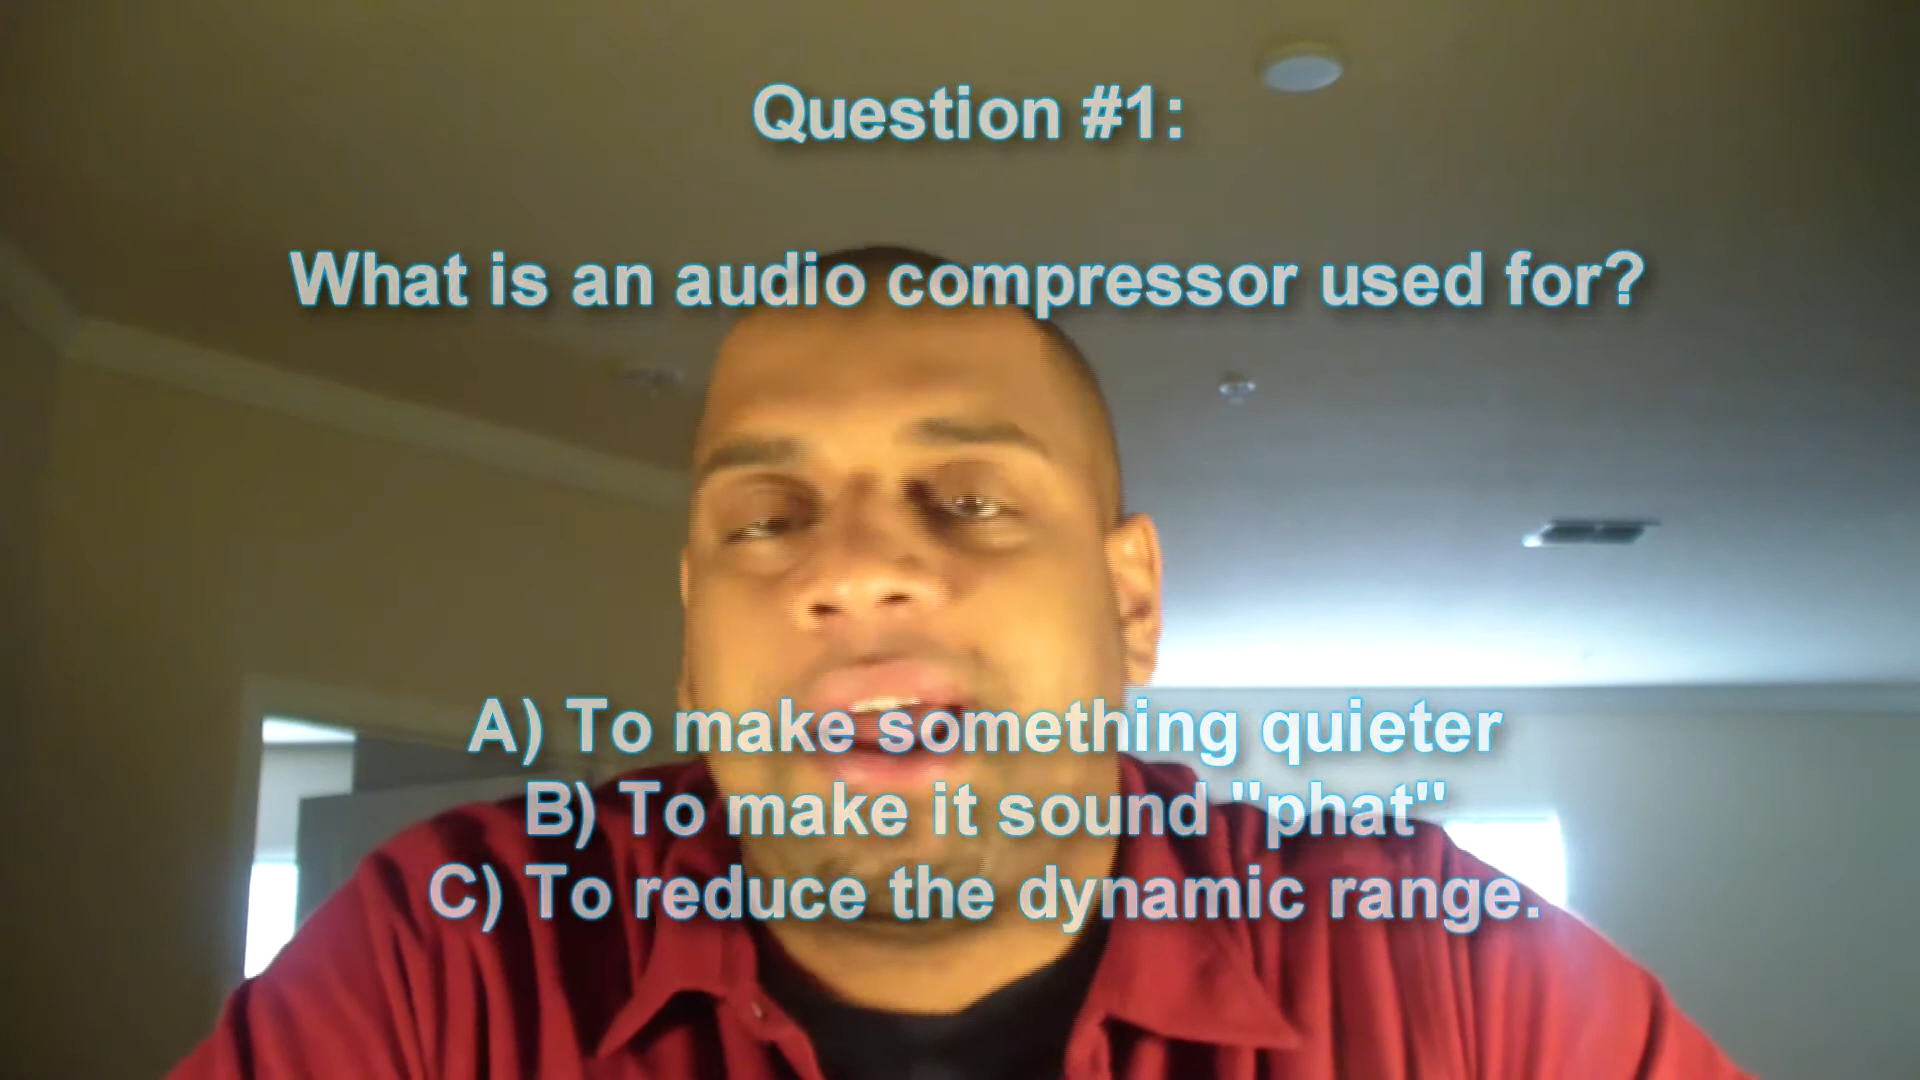 Question #1:
What is an audio compressor used for?
A) To make something quieter
B) To make it sound "phat"
C) To reduce the dynamic range.